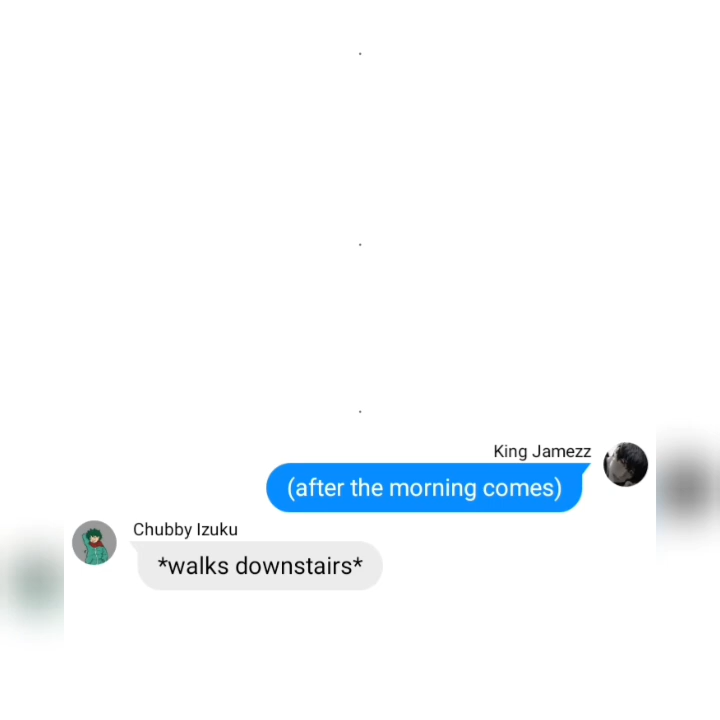 .
.
.
King Jamezz
(after the morning comes)
Chubby Izuku
*walks downstairs*